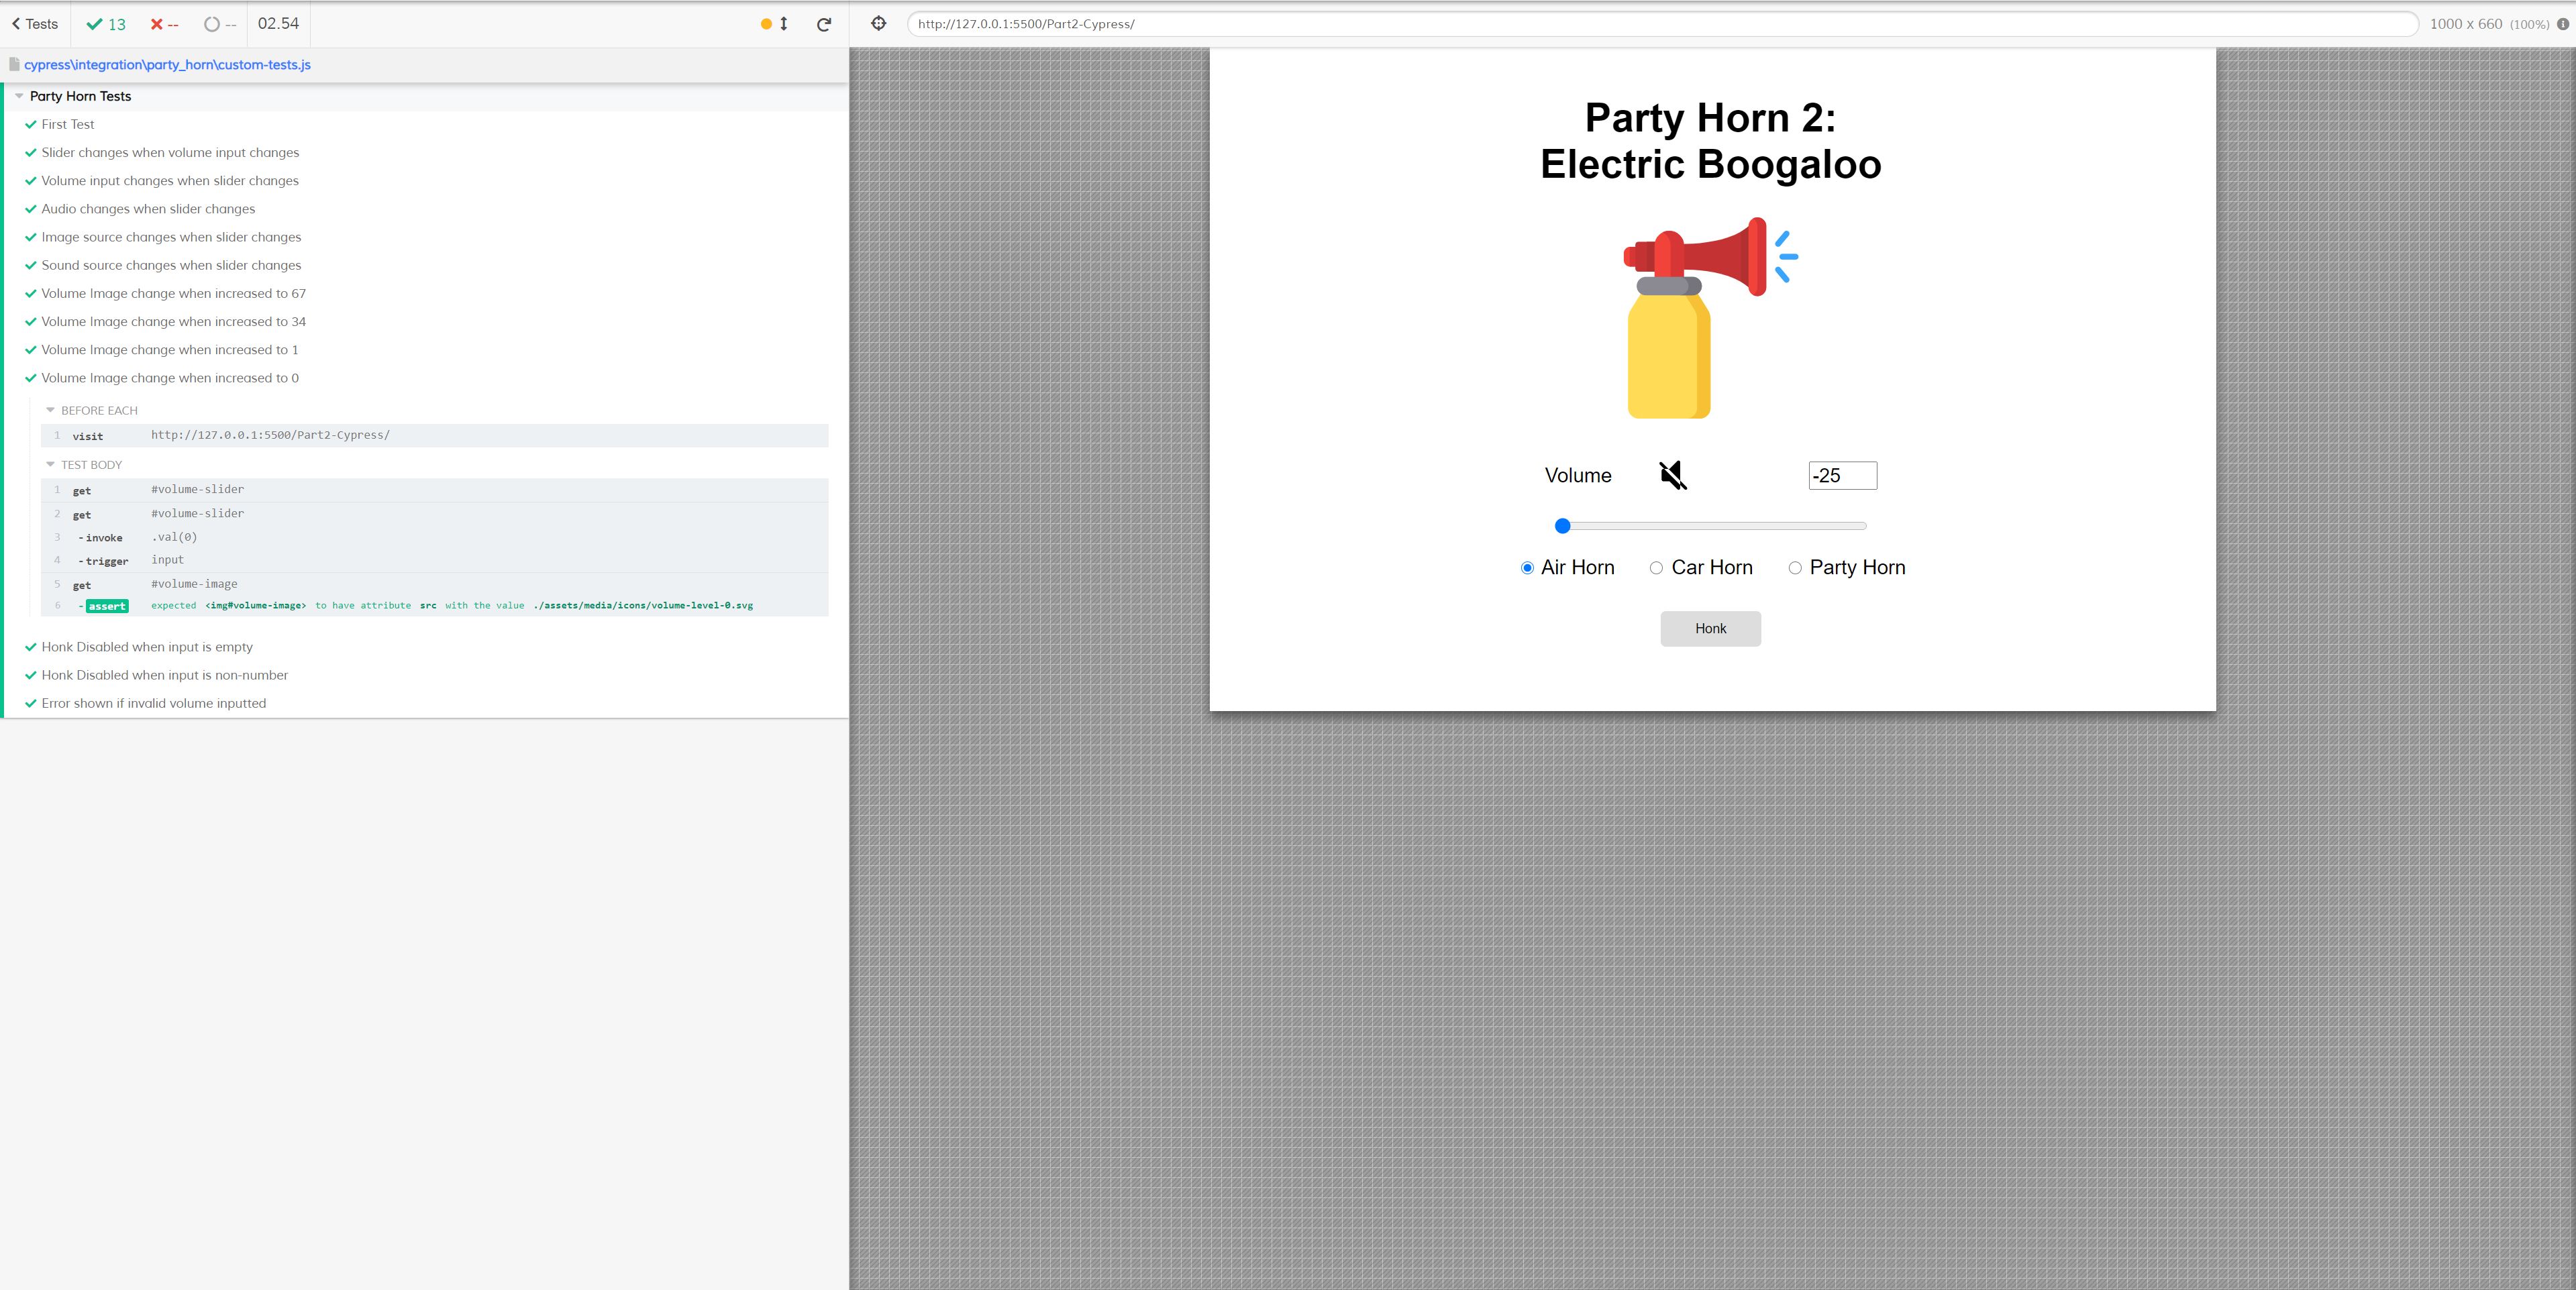 Tests 13 -- -- 02.54
http://127.0.0.1:5500/Part2-Cypress/ 1000 x 660 (100%)
cypress\integration\party_horn\custom-tests.js
Party Horn Tests
First Test
Slider changes when volume input changes
Volume input changes when slider changes
Audio changes when slider changes
Image source changes when slider changes
Sound source changes when slider changes
Volume Image change when increased to 67
Volume Image change when increased to 34
Volume Image change when increased to 1
Volume Image change when increased to 0
BEFORE EACH
1 visit http://127.0.0.1:5500/Part2-Cypress/
TEST BODY
1 get #volume-slider
2 get #volume-slider
3 -invoke .val(0)
4 -trigger input
5 get #volume-image
6 -assert expected <img#volume-image> to have attribute src with the value ./assets/media/icons/volume-level-0.svg
Honk Disabled when input is empty
Honk Disabled when input is non-number
Error shown if invalid volume inputted
Party Horn 2:
Electric Boogaloo
Volume -25
Air Horn Car Horn Party Horn
Honk